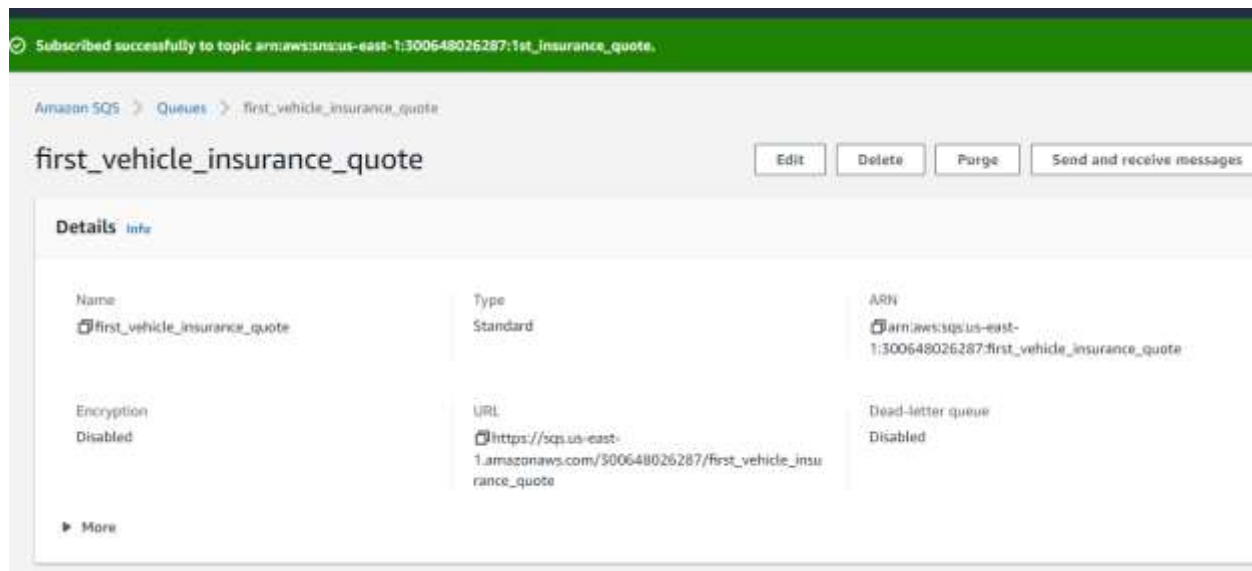 Subscribed successfully to topic arn:aws:sns:us-east-1:300648026287:1st_insurance_quote.
Amazon SQS > Queues > first_vehicle_insurance_quote
first_vehicle_insurance_quote
Edit
Delete
Purge
Send and receive messages
Details Info
Name
first_vehicle_insurance_quote
Type
Standard
ARN
arn:aws:sqs:us-east-
1:300648026287:first_vehicle_insurance_quote
Encryption
Disabled
URL
https://sqs.us-east-
1.amazonaws.com/300648026287/first_vehicle_insu
rance_quote
Dead-letter queue
Disabled
More